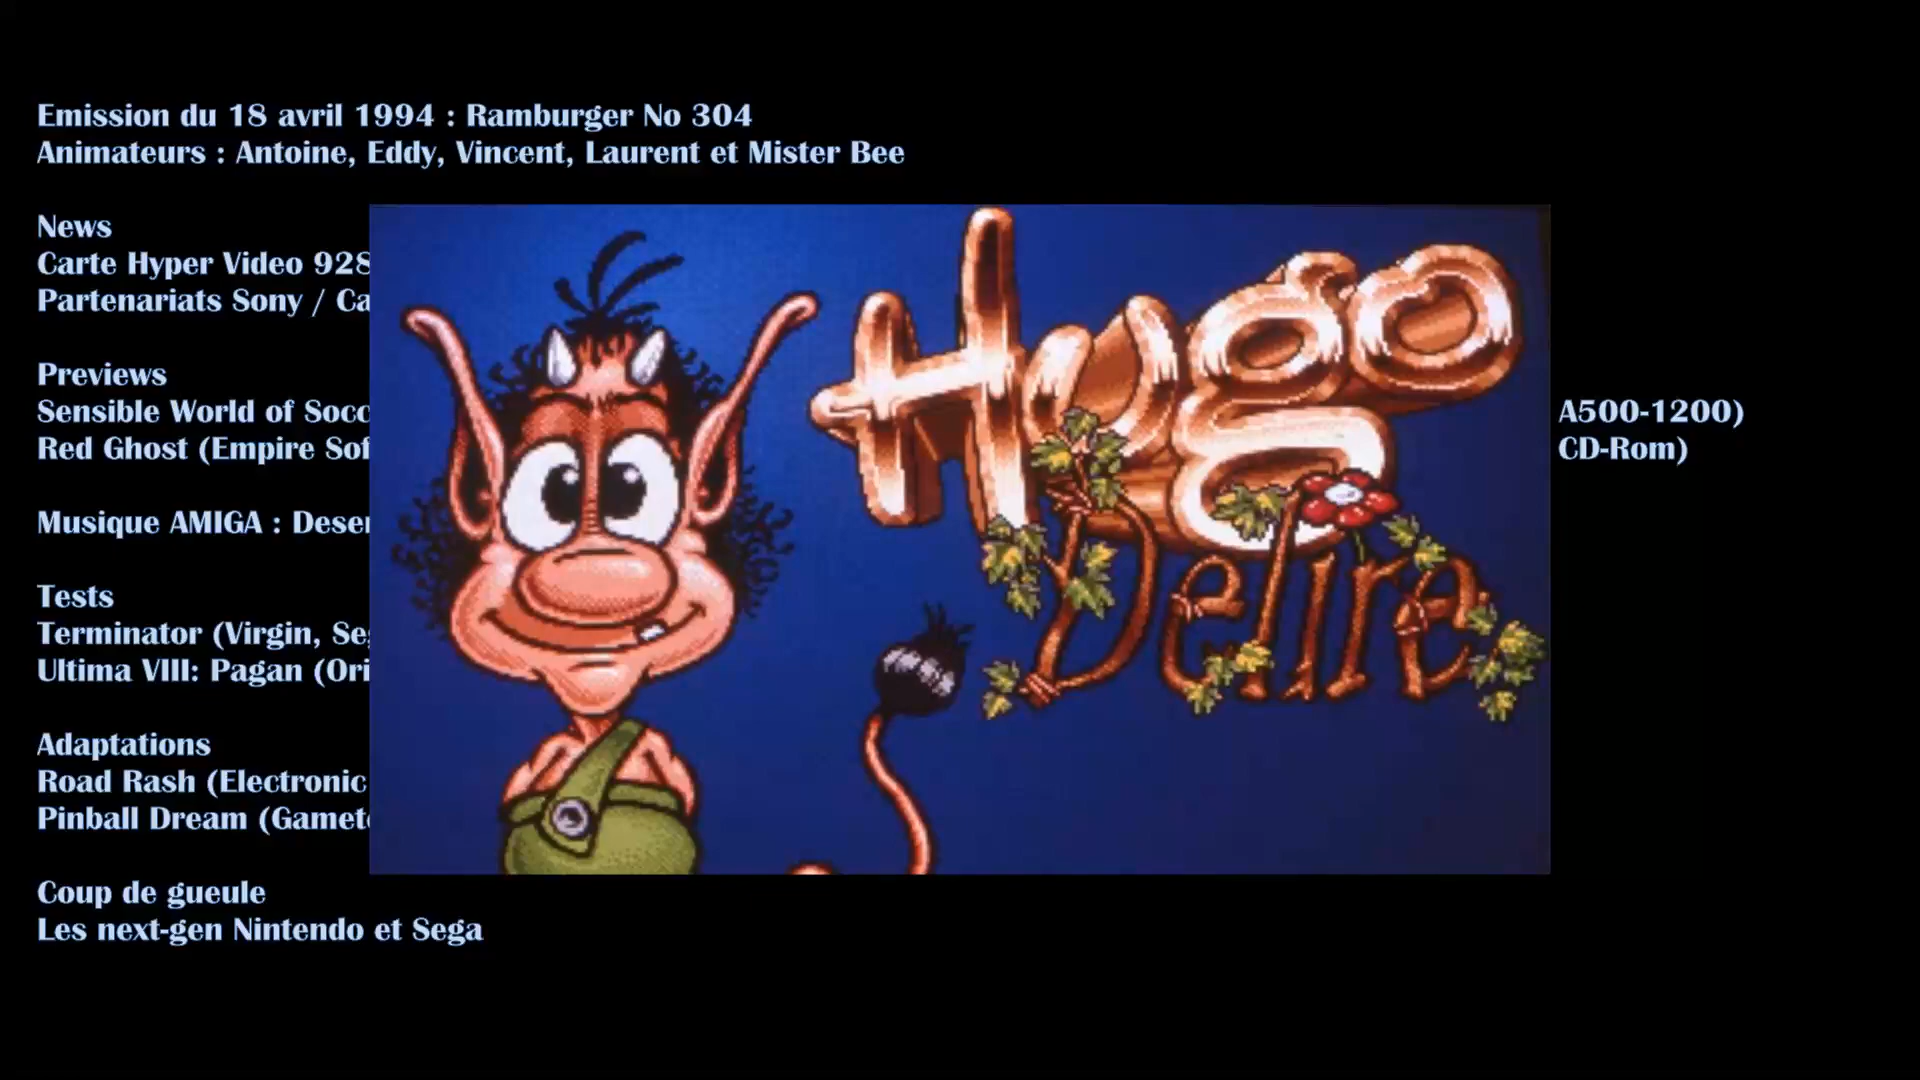 Emission du 18 avril 1994 : Ramburger No 304
Animateurs : Antoine, Eddy, Vincent, Laurent et Mister Bee
News
Carte Hyper Video 928
Partenariats Sony / Ca
Previews
Sensible World of Socc A500-1200)
Red Ghost (Empire Sof CD-Rom)
Musique AMIGA : Deser
Tests
Terminator (Virgin, Se
Ultima VIII: Pagan (Ori
Adaptations
Road Rash (Electronic
Pinball Dream (Gamet
Coup de gueule
Les next-gen Nintendo et Sega
Hugo
Delire